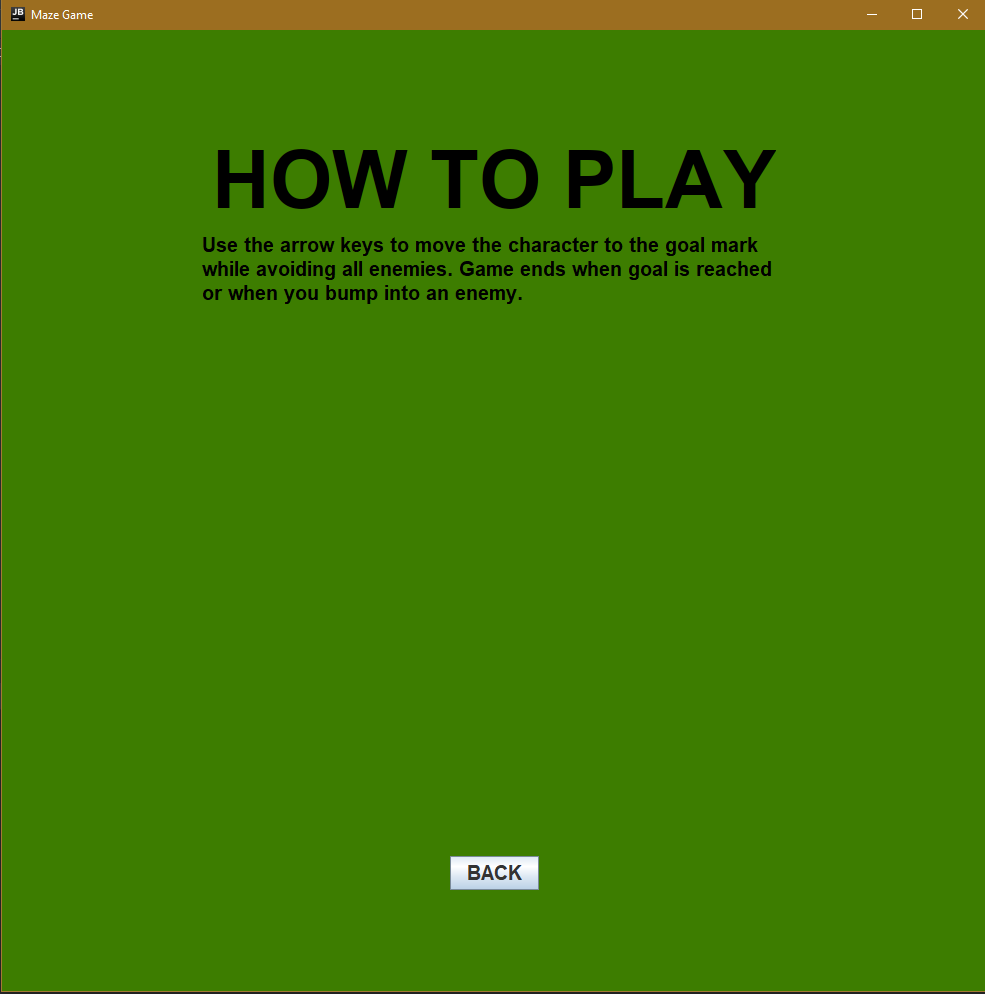 JB
Maze Game
HOW TO PLAY
Use the arrow keys to move the character to the goal mark
while avoiding all enemies. Game ends when goal is reached
or when you bump into an enemy.
BACK